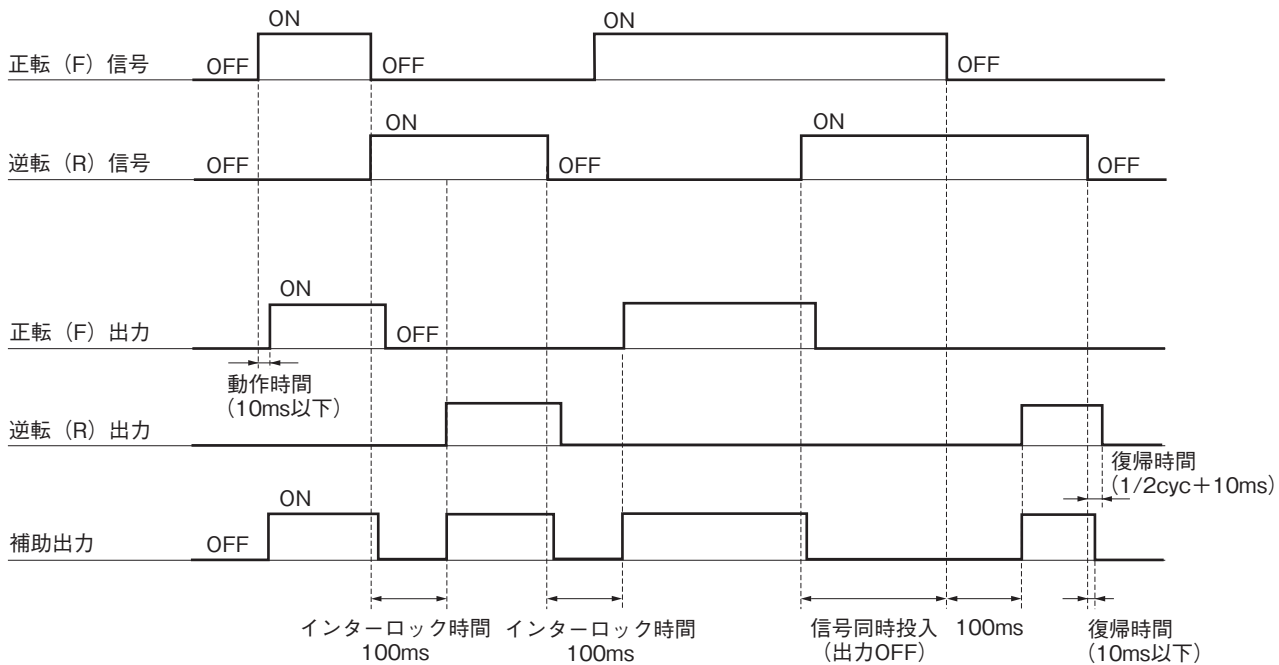 ON
ON
正転（F）信号
OFF
OFF
OFF
ON
ON
逆転（R）信号
OFF
OFF
OFF
ON
正転（F）出力
OFF
動作時間
（10ms以下）
逆転（R）出力
復帰時間
（1/2cyc＋10ms）
ON
補助出力
OFF
インターロック時間
100ms
インターロック時間
100ms
信号同時投入
（出力OFF）
100ms
復帰時間
（10ms以下）